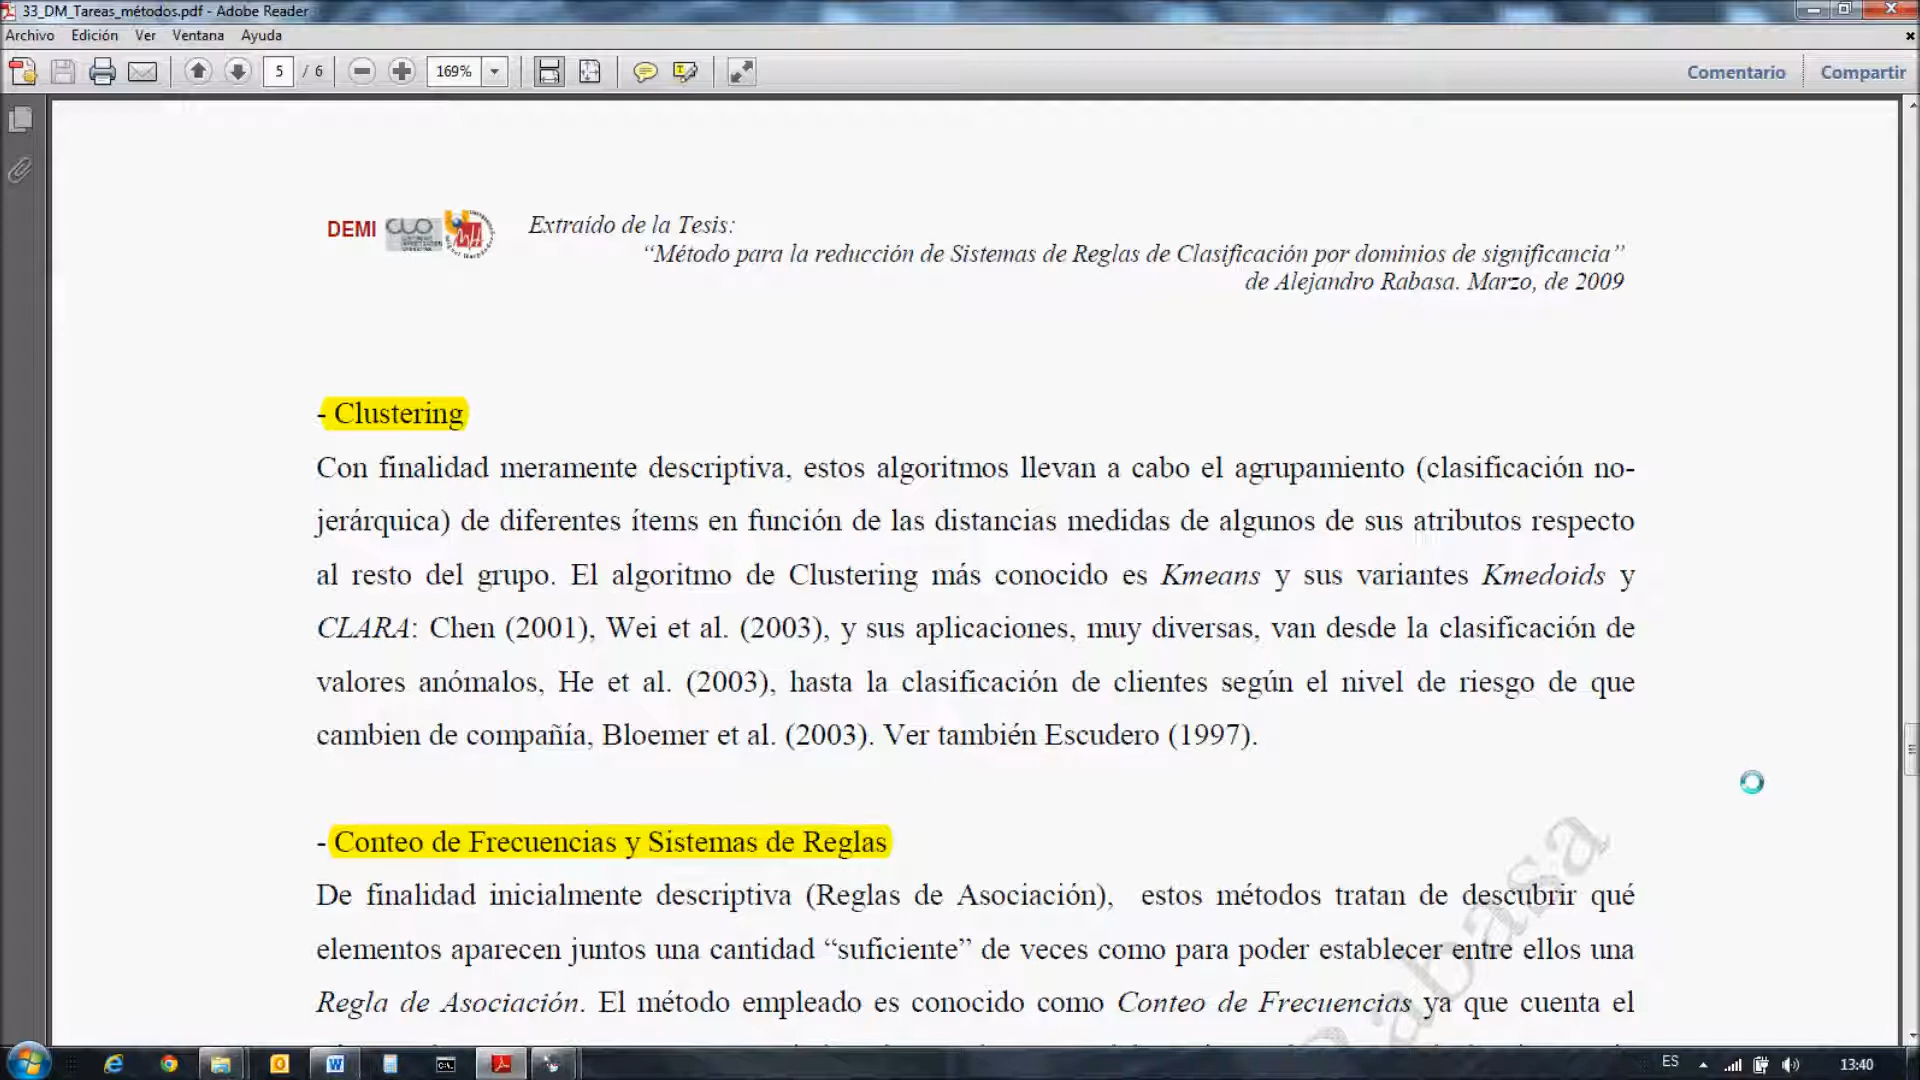 33_DM_Tareas_métodos.pdf - Adobe Reader
Archivo Edición Ver Ventana Ayuda
5 / 6 169% Comentario Compartir
DEMI CIO Extraído de la Tesis:
“Método para la reducción de Sistemas de Reglas de Clasificación por dominios de significancia”
de Alejandro Rabasa. Marzo, de 2009
- Clustering
Con finalidad meramente descriptiva, estos algoritmos llevan a cabo el agrupamiento (clasificación no-
jerárquica) de diferentes ítems en función de las distancias medidas de algunos de sus atributos respecto
al resto del grupo. El algoritmo de Clustering más conocido es Kmeans y sus variantes Kmedoids y
CLARA: Chen (2001), Wei et al. (2003), y sus aplicaciones, muy diversas, van desde la clasificación de
valores anómalos, He et al. (2003), hasta la clasificación de clientes según el nivel de riesgo de que
cambien de compañía, Bloemer et al. (2003). Ver también Escudero (1997).
- Conteo de Frecuencias y Sistemas de Reglas
De finalidad inicialmente descriptiva (Reglas de Asociación), estos métodos tratan de descubrir qué
elementos aparecen juntos una cantidad “suficiente” de veces como para poder establecer entre ellos una
Regla de Asociación. El método empleado es conocido como Conteo de Frecuencias ya que cuenta el
abasa
ES 13:40